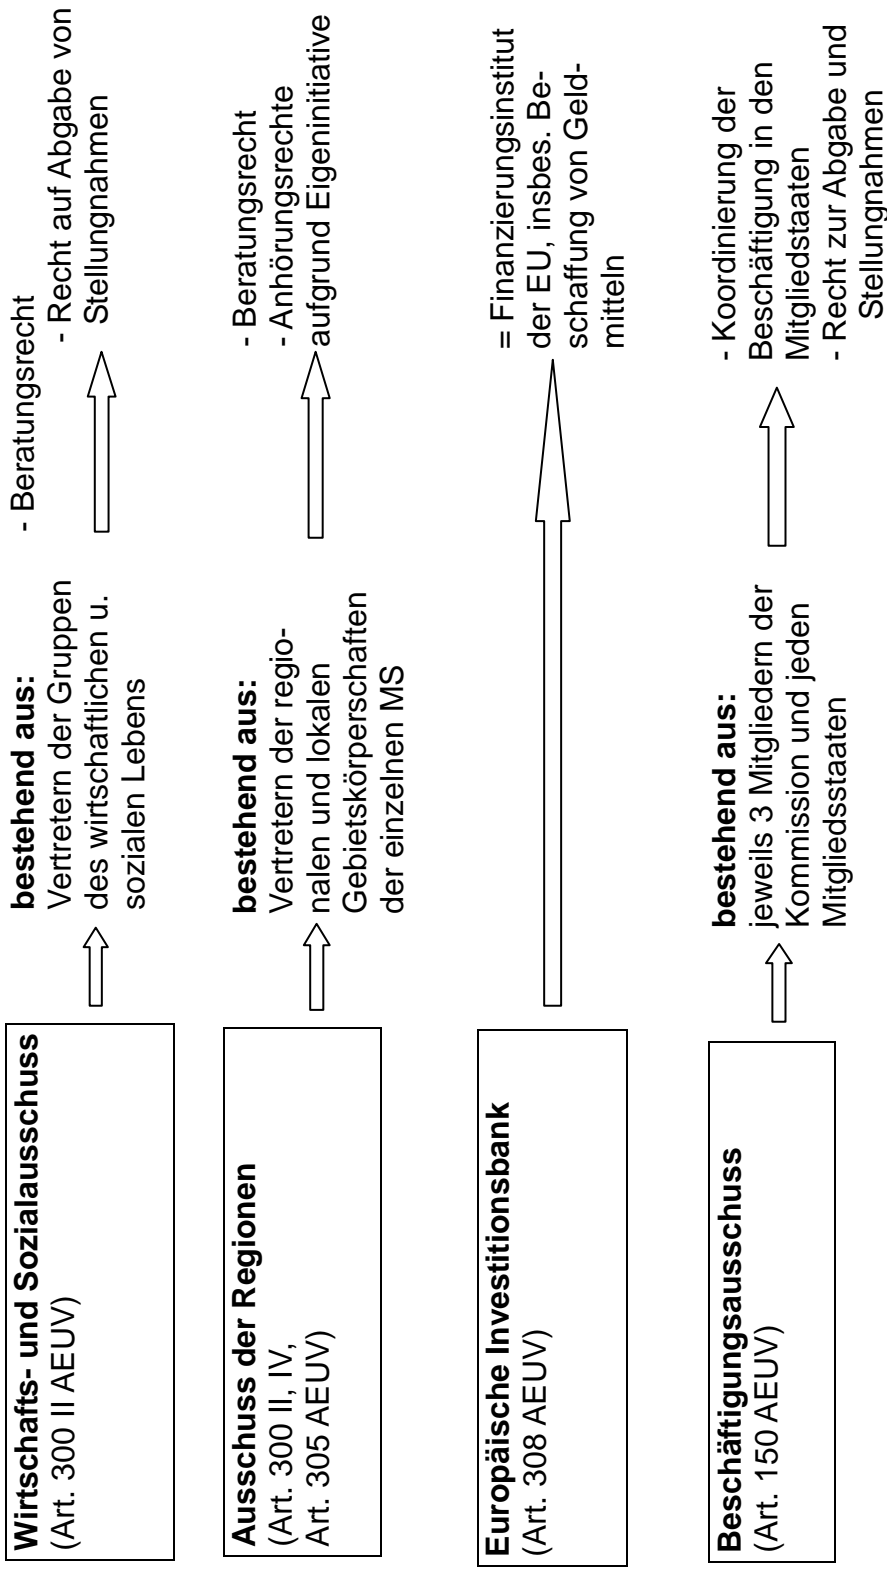 Wirtschafts- und Sozialausschuss
(Art. 300 II AEUV)
bestehend aus:
Vertretern der Gruppen
des wirtschaftlichen u.
sozialen Lebens
- Beratungsrecht
- Recht auf Abgabe von
Stellungnahmen
Ausschuss der Regionen
(Art. 300 II, IV,
Art. 305 AEUV)
bestehend aus:
Vertretern der regio-
nalen und lokalen
Gebietskörperschaften
der einzelnen MS
- Beratungsrecht
- Anhörungsrechte
aufgrund Eigeninitiative
Europäische Investitionsbank
(Art. 308 AEUV)
= Finanzierungsinstitut
der EU, insbes. Be-
schaffung von Geld-
mitteln
Beschäftigungsausschuss
(Art. 150 AEUV)
bestehend aus:
jeweils 3 Mitgliedern der
Kommission und jeden
Mitgliedsstaaten
- Koordinierung der
Beschäftigung in den
Mitgliedstaaten
- Recht zur Abgabe und
Stellungnahmen